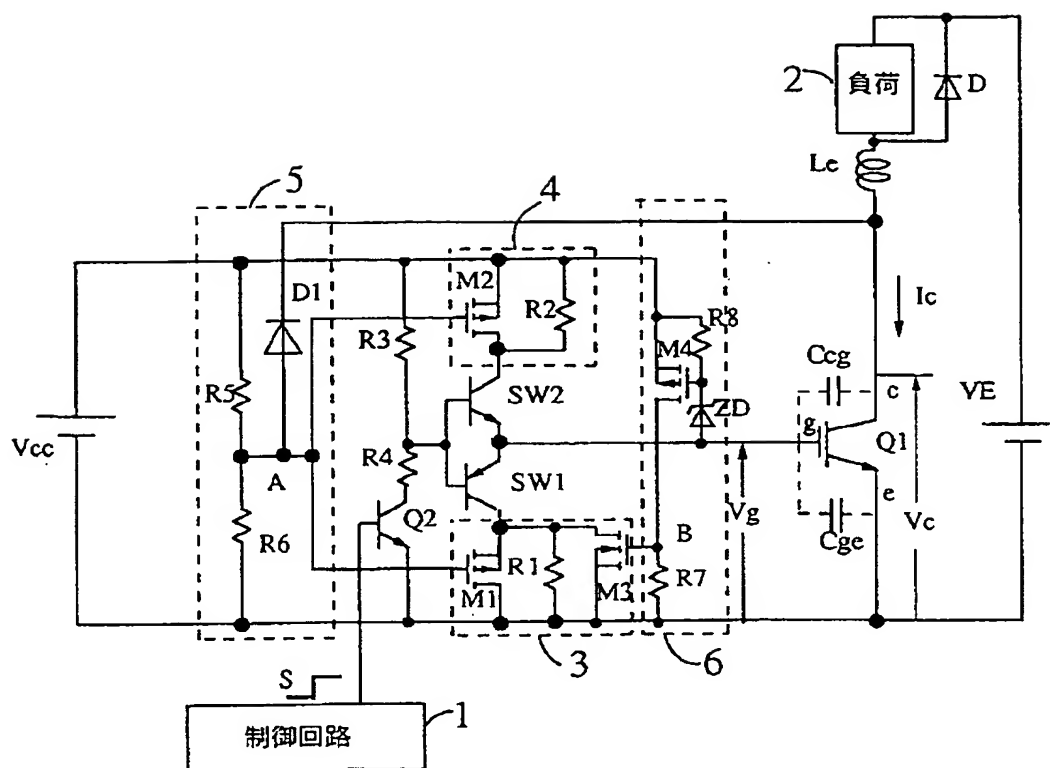 2
負荷
D
Le
5
4
D1
M2
R2
R3
R8
M4
Ic
R5
SW2
ZD
Ccg
c
VE
Vcc
g
Q1
A
R4
SW1
e
Q2
Vg
Vc
B
Cge
R6
R1
M1
M3
R7
3
6
S
1
制御回路